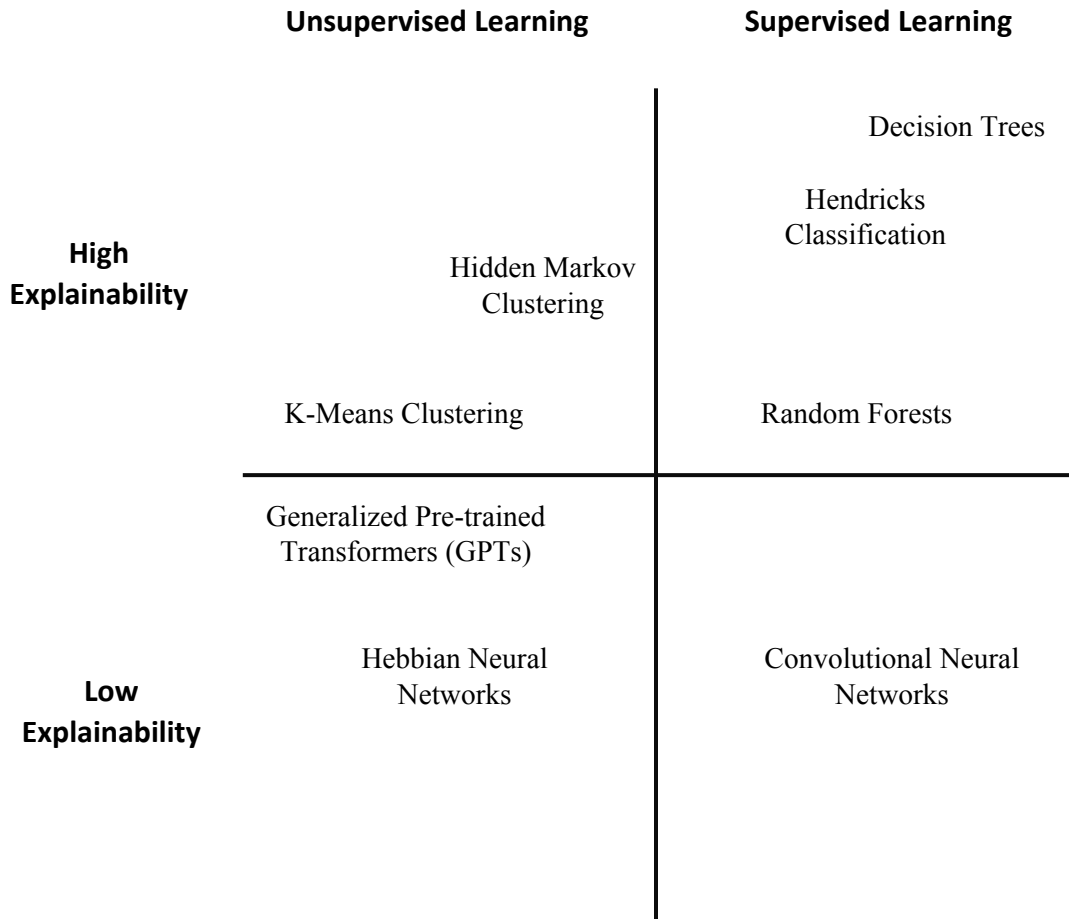 Unsupervised Learning
Supervised Learning
Decision Trees
Hendricks
Classification
High
Explainability
Hidden Markov
Clustering
K-Means Clustering
Random Forests
Generalized Pre-trained
Transformers (GPTs)
Hebbian Neural
Networks
Convolutional Neural
Networks
Low
Explainability